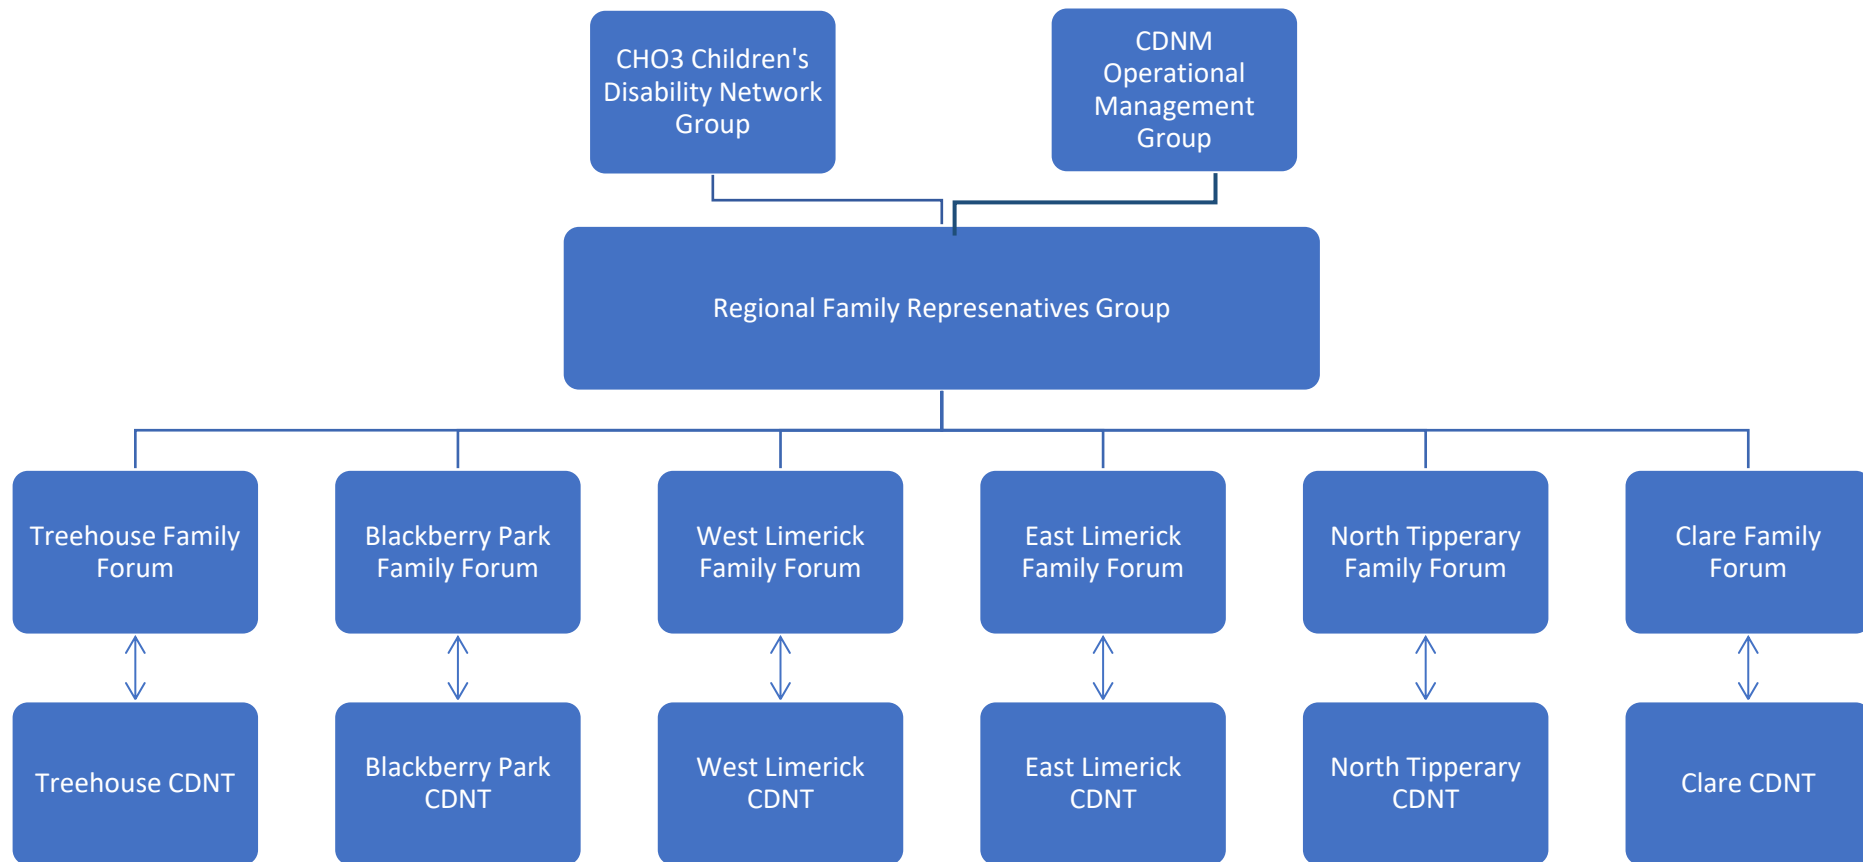 CHO3 Children's
Disability Network
Group
CDNM
Operational
Management
Group
Regional Family Represenatives Group
Treehouse Family
Forum
Blackberry Park
Family Forum
West Limerick
Family Forum
East Limerick
Family Forum
North Tipperary
Family Forum
Clare Family
Forum
Treehouse CDNT
Blackberry Park
CDNT
West Limerick
CDNT
East Limerick
CDNT
North Tipperary
CDNT
Clare CDNT